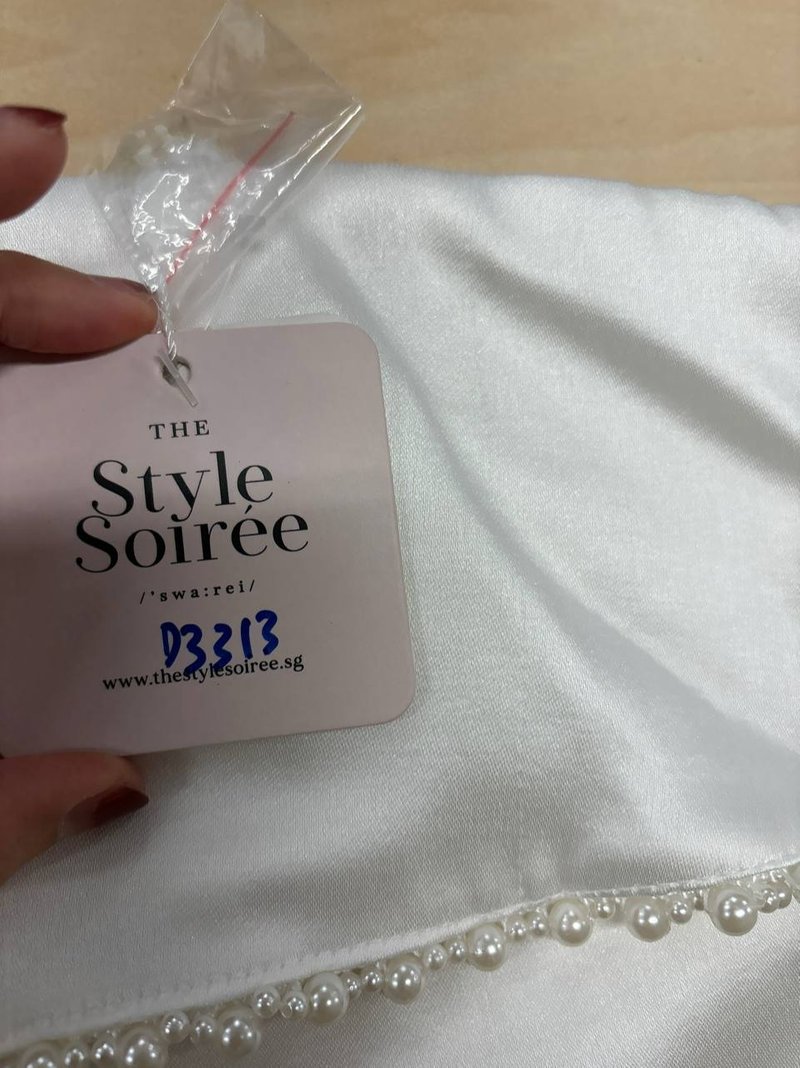 THE
Style
Soirée
/'swa:rei/
D3313
www.thestylesoiree.sg